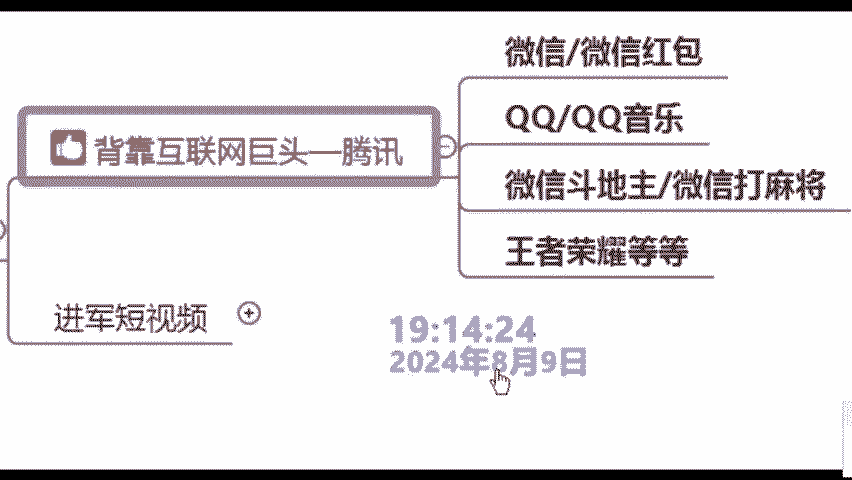 微信/微信红包
QQ/QQ音乐
背靠互联网巨头—腾讯
微信斗地主/微信打麻将
王者荣耀等等
进军短视频
19:14:24
2024年8月9日